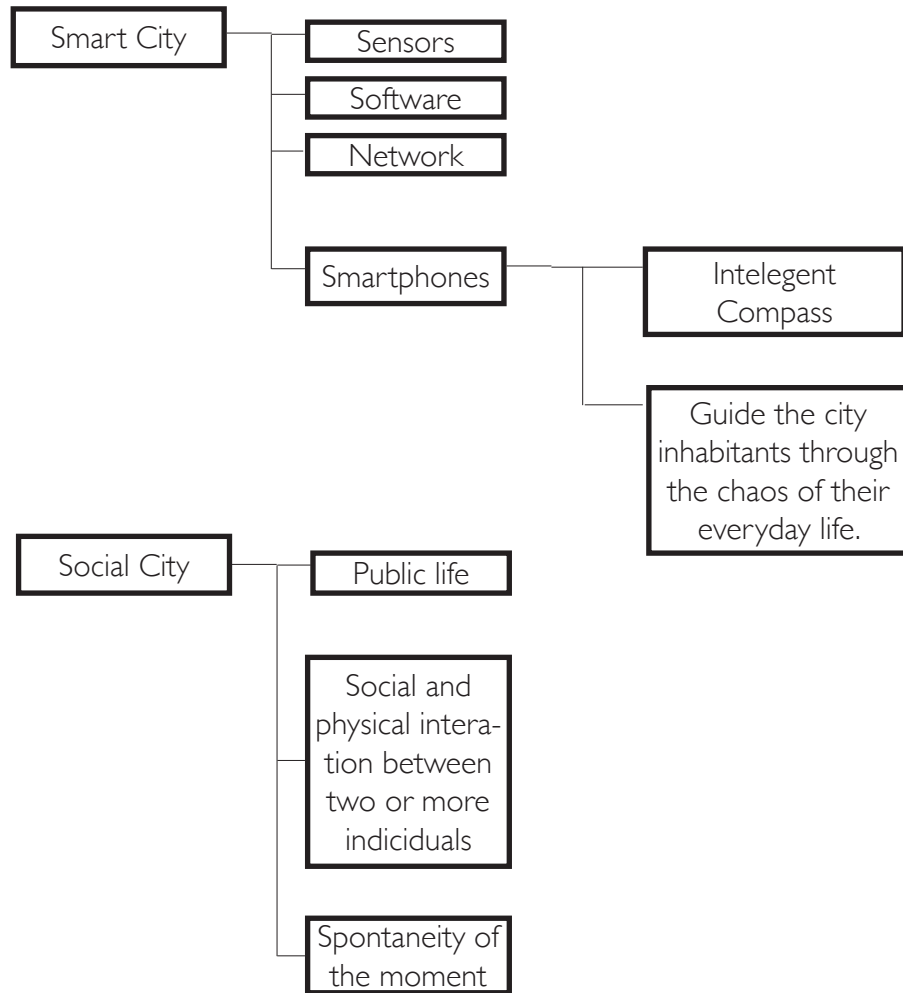 Smart City
Sensors
Software
Network
Smartphones
Intelegent
Compass
Guide the city
inhabitants through
the chaos of their
everyday life.
Social City
Public life
Social and
physical intera-
tion between
two or more
indiciduals
Spontaneity of
the moment